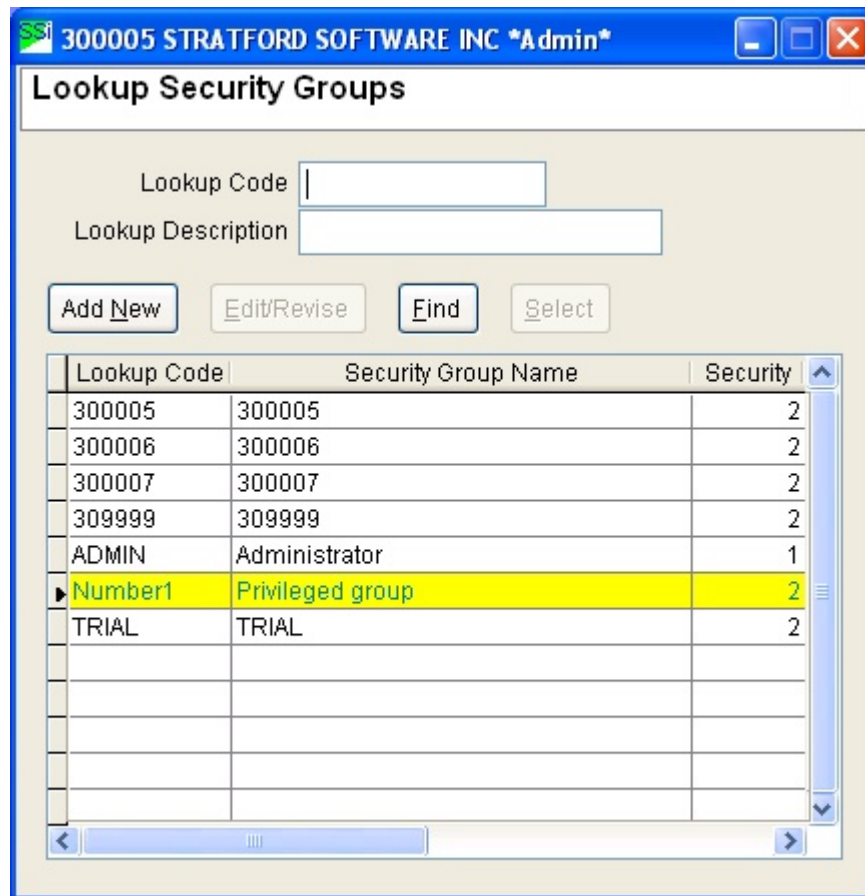 SSi 300005 STRATFORD SOFTWARE INC *Admin*
Lookup Security Groups
Lookup Code
Lookup Description
Add New Edit/Revise Find Select
Lookup Code Security Group Name Security
300005 300005 2
300006 300006 2
300007 300007 2
309999 309999 2
ADMIN Administrator 1
Number1 Privileged group 2
TRIAL TRIAL 2